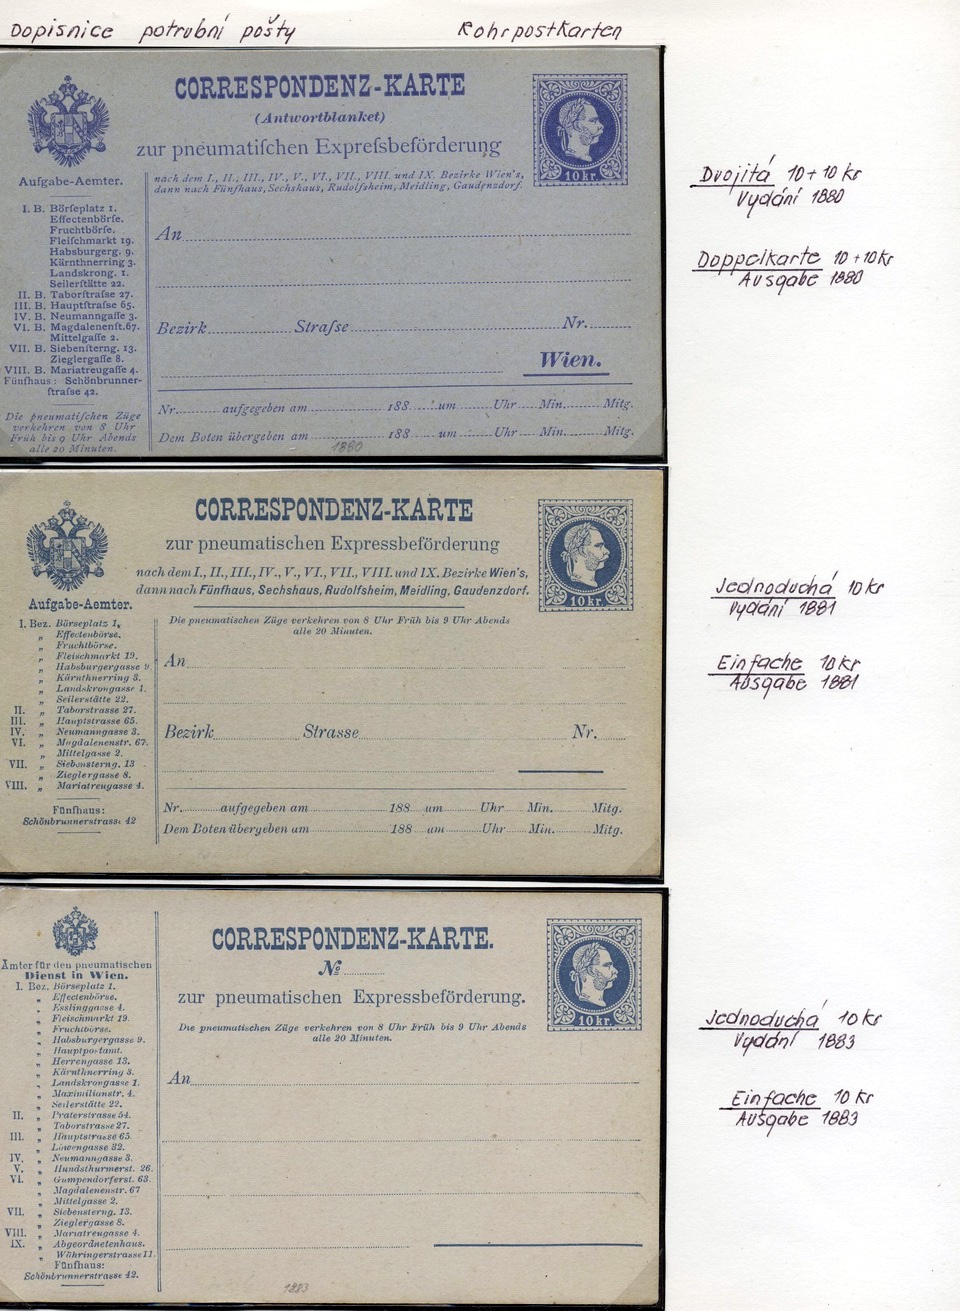 Dopisnice potrubní pošty Rohrpostkarten
CORRESPONDENZ-KARTE
(Antwortblanket)
zur pneumatiſchen Expreſsbeförderung
nach dem I., II., III., IV., V., VI., VII., VIII. und IX. Bezirke Wien's,
dann nach Fünfhaus, Sechshaus, Rudolfsheim, Meidling, Gaudenzdorf.
10 kr.
Aufgabe-Aemter.
I. B. Börſeplatz 1.
Effectenbörſe.
Fruchtbörſe.
Fleiſchmarkt 19.
Habsburgerg. 9.
Kärnthnerring 3.
Landskrong. 1.
Seilerſtätte 22.
II. B. Taborſtraſse 27.
III. B. Hauptſtraſse 65.
IV. B. Neumanngaſſe 3.
VI. B. Magdalenenſt.67.
Mittelgaſſe 2.
VII. B. Siebenſterng. 13.
Zieglergaſſe 8.
VIII. B. Mariatreugaſſe 4.
Fünfhaus: Schönbrunner-
ſtraſse 42.
Die pneumatiſchen Züge
verkehren von 8 Uhr
Früh bis 9 Uhr Abends
alle 20 Minuten.
An
Bezirk Straſse Nr.
Wien.
Nr. aufgegeben am 188 um Uhr Min. Mitg.
Dem Boten übergeben am 188 um Uhr Min. Mitg.
1880
Dvojitá 10+10 kr
Vydání 1880
Doppelkarte 10+10kr
Ausgabe 1880
CORRESPONDENZ-KARTE
zur pneumatischen Expressbeförderung
nach dem I., II., III., IV., V., VI., VII., VIII. und IX. Bezirke Wien's,
dann nach Fünfhaus, Sechshaus, Rudolfsheim, Meidling, Gaudenzdorf.
Die pneumatischen Züge verkehren von 8 Uhr Früh bis 9 Uhr Abends
alle 20 Minuten.
10 kr.
Aufgabe-Aemter.
I. Bez. Börseplatz 1.
„ Effectenbörse.
„ Fruchtbörse.
„ Fleischmarkt 19.
„ Habsburgergasse 9.
„ Kärnthnerring 3.
„ Landskrongasse 1.
„ Seilerstätte 22.
II. „ Taborstrasse 27.
III. „ Hauptstrasse 65.
IV. „ Neumanngasse 3.
VI. „ Magdalenenstr. 67.
„ Mittelgasse 2.
VII. „ Siebensterng. 13
„ Zieglergasse 8.
VIII. „ Mariatreugasse 4.
Fünfhaus:
Schönbrunnerstrasse 42
An
Bezirk Strasse Nr.
Nr. aufgegeben am 188 um Uhr Min. Mitg.
Dem Boten übergeben am 188 um Uhr Min. Mitg.
Jednoduchá 10 kr
Vydání 1881
Einfache 10 kr
Ausgabe 1881
CORRESPONDENZ-KARTE.
No
zur pneumatischen Expressbeförderung.
Die pneumatischen Züge verkehren von 8 Uhr Früh bis 9 Uhr Abends
alle 20 Minuten.
10 kr.
Ämter für den pneumatischen
Dienst in Wien.
I. Bez. Börseplatz 1.
„ Effectenbörse.
„ Esslinggasse 4.
„ Fleischmarkt 19.
„ Fruchtbörse.
„ Habsburgergasse 9.
„ Hauptpostamt.
„ Herrengasse 13.
„ Kärnthnerring 3.
„ Landskrongasse 1.
„ Maximilianstr. 4.
„ Seilerstätte 22.
II. „ Praterstrasse 54.
„ Taborstrasse 27.
III. „ Hauptstrasse 65.
„ Löwengasse 32.
IV. „ Neumanngasse 3.
V. „ Hundsthurmerst. 26.
VI. „ Gumpendorferst. 63.
„ Magdalenenstr. 67
„ Mittelgasse 2.
VII. „ Siebensterng. 13.
„ Zieglergasse 8.
VIII. „ Mariatreugasse 4.
IX. „ Abgeordnetenhaus.
„ Währingerstrasse 11.
Fünfhaus:
Schönbrunnerstrasse 42.
An
1883
Jednoduchá 10 kr
Vydání 1883
Einfache 10 kr
Ausgabe 1883